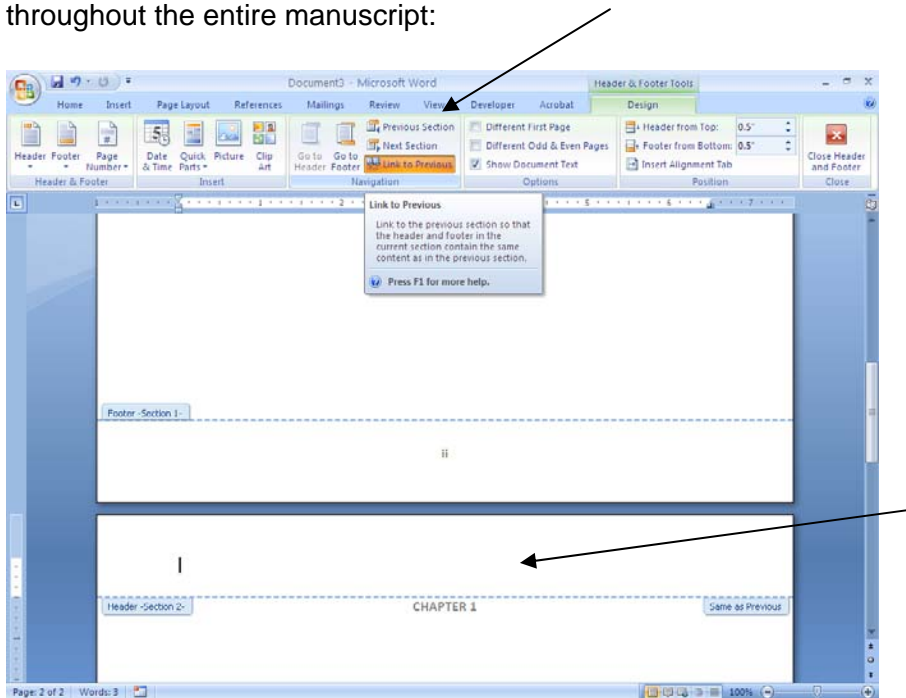 throughout the entire manuscript:
Document3 - Microsoft Word
Header & Footer Tools
Home Insert Page Layout References Mailings Review View Developer Acrobat Design
Header Footer Page Number
Date & Time Quick Parts Picture Clip Art
Go to Header Go to Footer
Previous Section
Next Section
Link to Previous
Different First Page
Different Odd & Even Pages
Show Document Text
Header from Top: 0.5"
Footer from Bottom: 0.5"
Insert Alignment Tab
Close Header and Footer
Header & Footer Insert Navigation Options Position Close
L
1 1 2 5 6 7
Link to Previous
Link to the previous section so that
the header and footer in the
current section contain the same
content as in the previous section.
Press F1 for more help.
Footer -Section 1-
ii
Header -Section 2-
CHAPTER 1
Same as Previous
Page: 2 of 2 Words: 3 100%